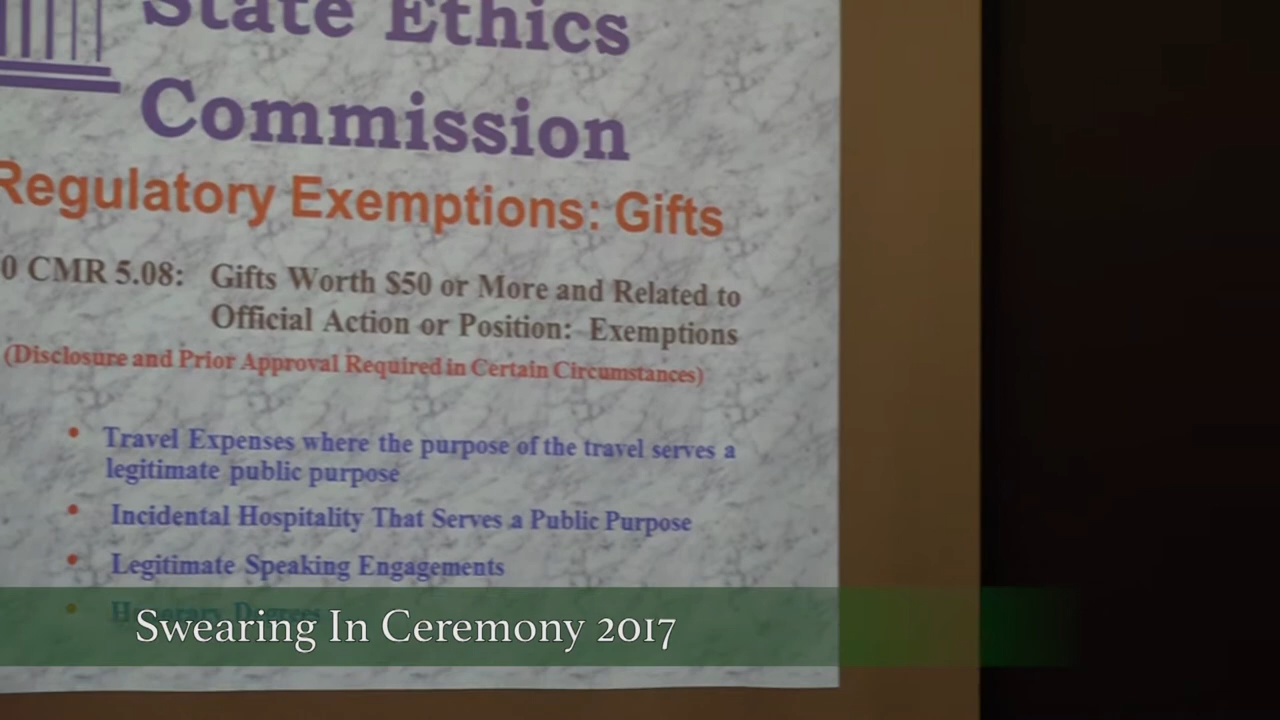 State Ethics
Commission
Regulatory Exemptions: Gifts
0 CMR 5.08: Gifts Worth $50 or More and Related to
Official Action or Position: Exemptions
(Disclosure and Prior Approval Required in Certain Circumstances)
• Travel Expenses where the purpose of the travel serves a
legitimate public purpose
• Incidental Hospitality That Serves a Public Purpose
• Legitimate Speaking Engagements
• Honorary Degrees
Swearing In Ceremony 2017